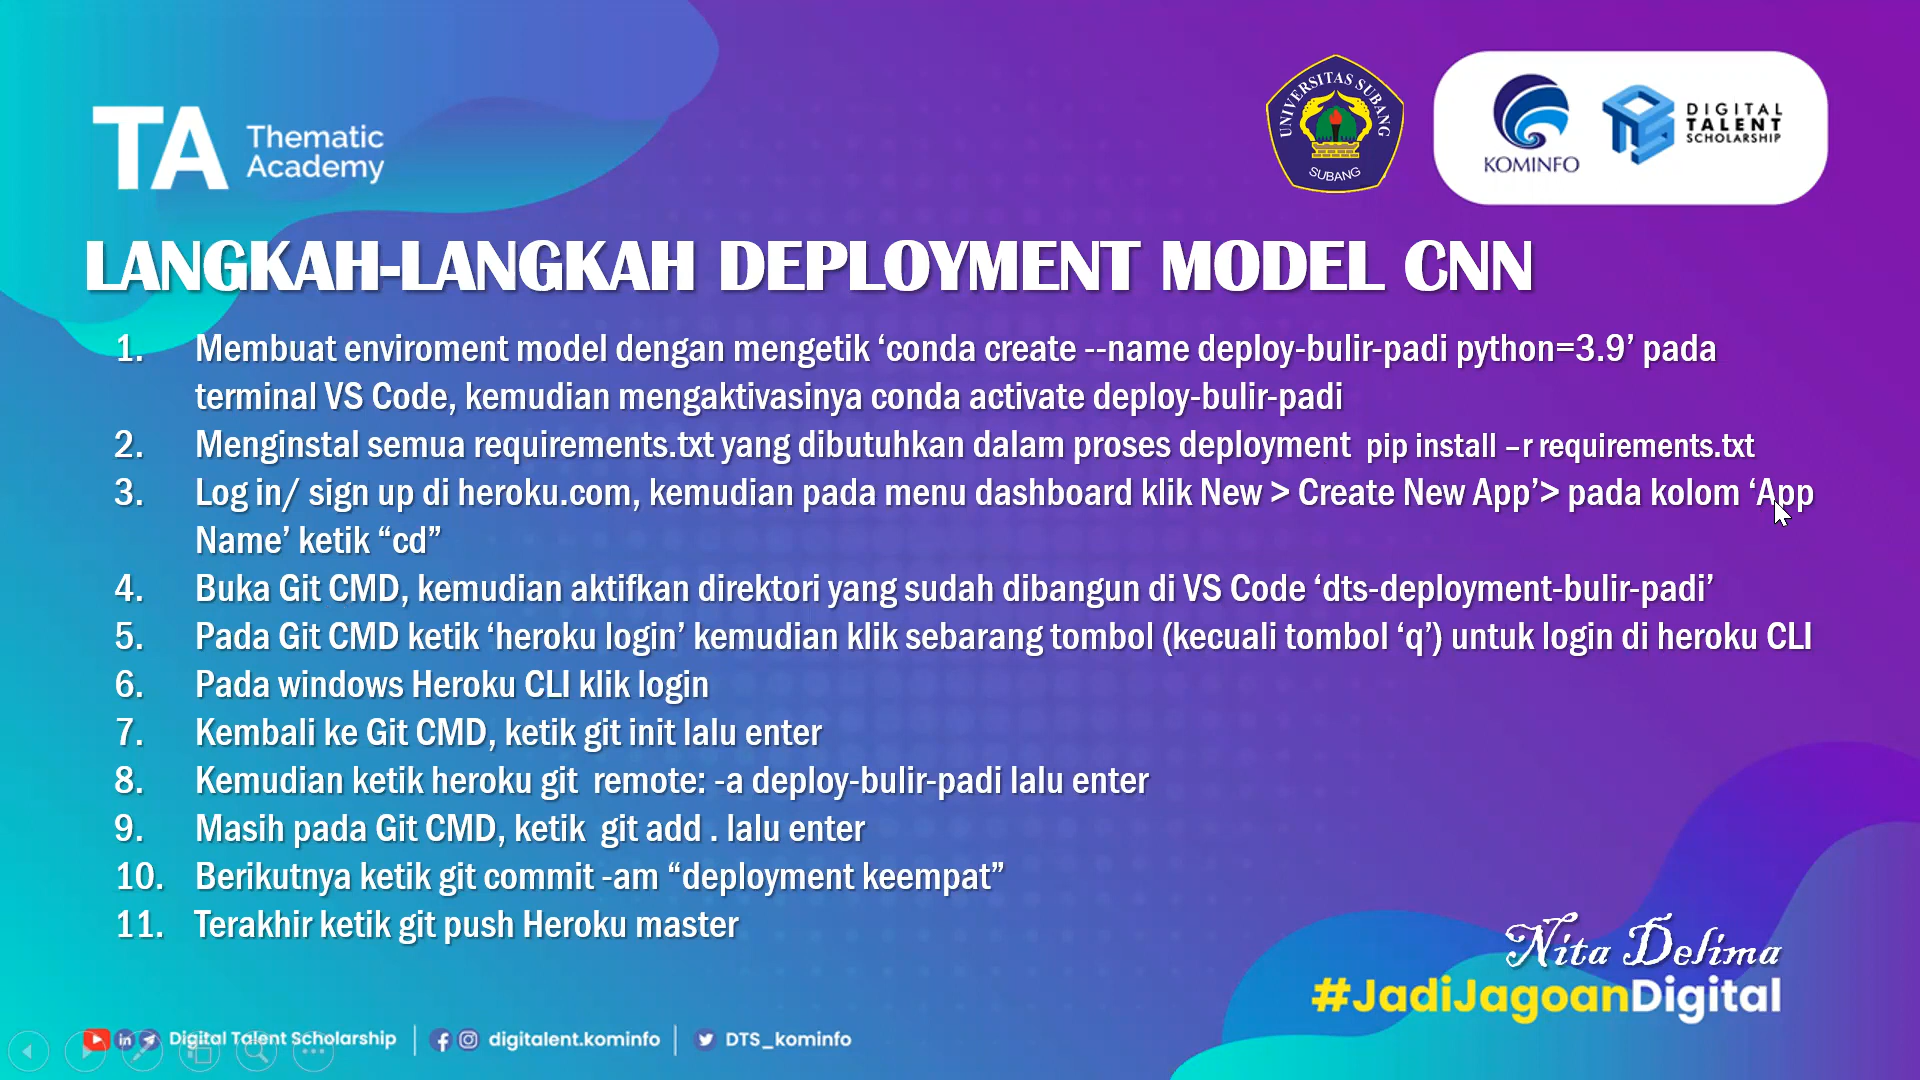 TA Thematic
Academy
UNIVERSITAS SUBANG
SUBANG
KOMINFO
DIGITAL
TALENT
SCHOLARSHIP
LANGKAH-LANGKAH DEPLOYMENT MODEL CNN
1. Membuat enviroment model dengan mengetik ‘conda create --name deploy-bulir-padi python=3.9’ pada
terminal VS Code, kemudian mengaktivasinya conda activate deploy-bulir-padi
2. Menginstal semua requirements.txt yang dibutuhkan dalam proses deployment pip install –r requirements.txt
3. Log in/ sign up di heroku.com, kemudian pada menu dashboard klik New > Create New App’> pada kolom ‘App
Name’ ketik “cd”
4. Buka Git CMD, kemudian aktifkan direktori yang sudah dibangun di VS Code ‘dts-deployment-bulir-padi’
5. Pada Git CMD ketik ‘heroku login’ kemudian klik sebarang tombol (kecuali tombol ‘q’) untuk login di heroku CLI
6. Pada windows Heroku CLI klik login
7. Kembali ke Git CMD, ketik git init lalu enter
8. Kemudian ketik heroku git remote: -a deploy-bulir-padi lalu enter
9. Masih pada Git CMD, ketik git add . lalu enter
10. Berikutnya ketik git commit -am “deployment keempat”
11. Terakhir ketik git push Heroku master
Nita Delima
#JadiJagoanDigital
Digital Talent Scholarship | digitalent.kominfo | DTS_kominfo